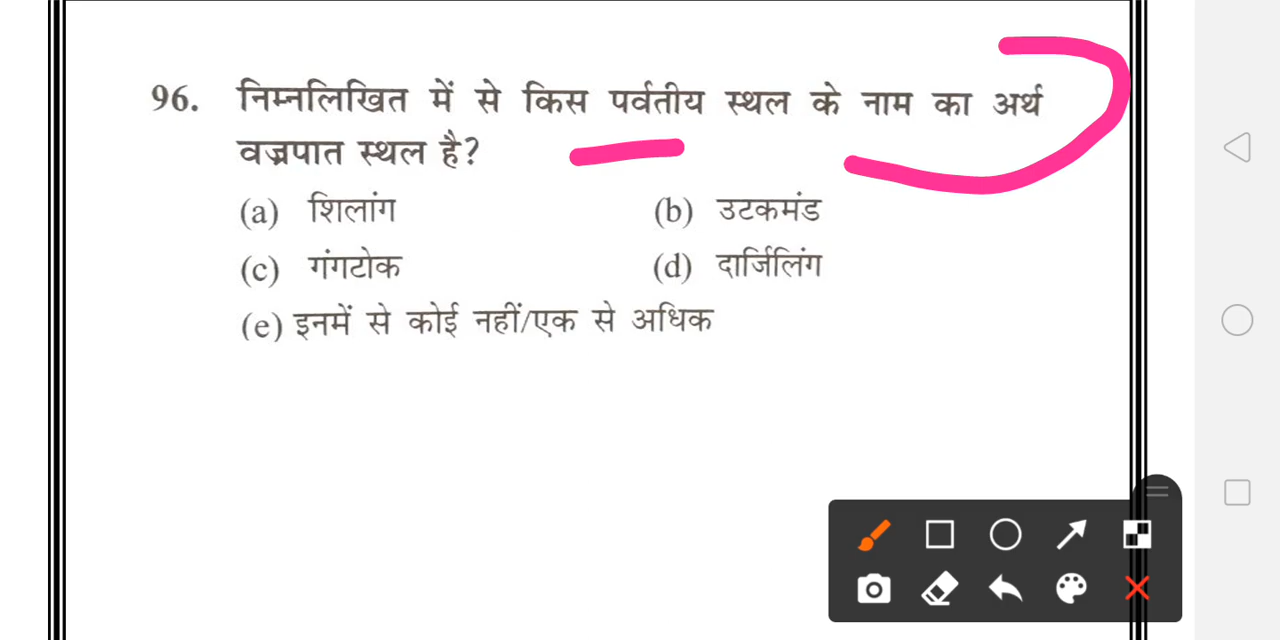 96. निम्नलिखित में से किस पर्वतीय स्थल के नाम का अर्थ
वज्रपात स्थल है?
(a) शिलांग (b) उटकमंड
(c) गंगटोक (d) दार्जिलिंग
(e) इनमें से कोई नहीं/एक से अधिक